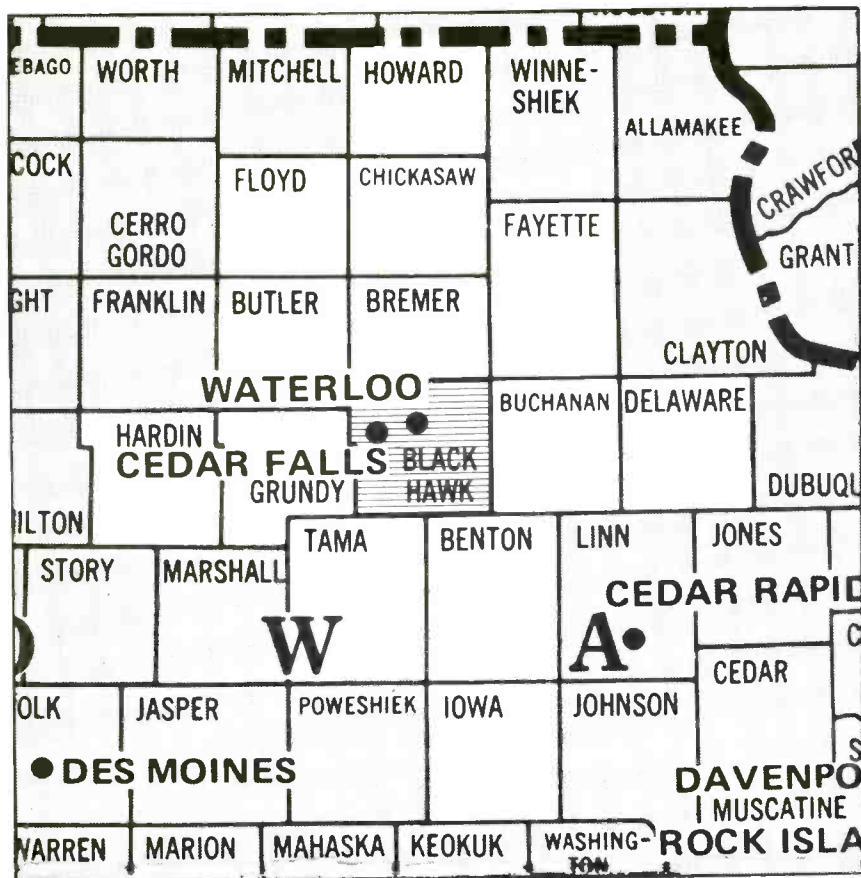 EBAGO
WORTH
MITCHELL
HOWARD
WINNE-
SHIEK
ALLAMAKEE
COCK
FLOYD
CHICKASAW
CRAWFOR
CERRO
GORDO
FAYETTE
GRANT
GHT
FRANKLIN
BUTLER
BREMER
CLAYTON
WATERLOO
BUCHANAN
DELAWARE
HARDIN
CEDAR FALLS
BLACK
HAWK
GRUNDY
DUBUQU
ILTON
TAMA
BENTON
LINN
JONES
STORY
MARSHALL
CEDAR RAPID
W
A
CEDAR
OLK
JASPER
POWESHIEK
IOWA
JOHNSON
DES MOINES
DAVENPO
MUSCATINE
ROCK ISLA
WARREN
MARION
MAHASKA
KEOKUK
WASHING-
TON